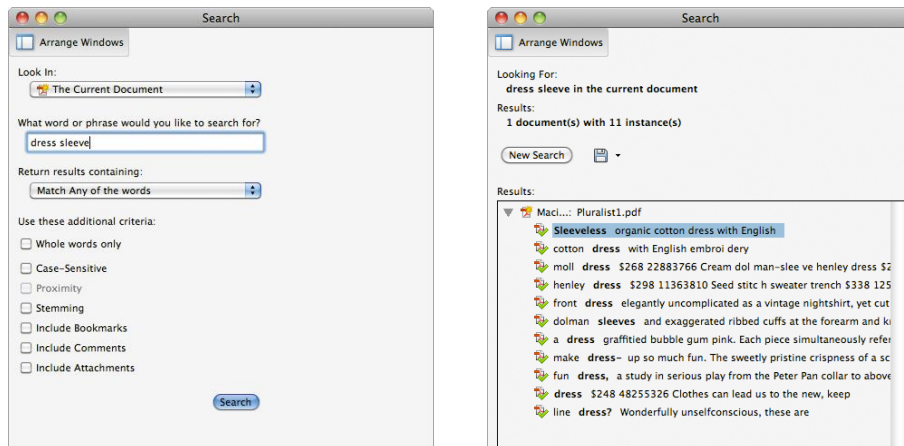 Search
Arrange Windows
Look In:
The Current Document
What word or phrase would you like to search for?
dress sleeve
Return results containing:
Match Any of the words
Use these additional criteria:
Whole words only
Case-Sensitive
Proximity
Stemming
Include Bookmarks
Include Comments
Include Attachments
Search
Search
Arrange Windows
Looking For:
dress sleeve in the current document
Results:
1 document(s) with 11 instance(s)
New Search
Results:
Maci...: Pluralist1.pdf
Sleeveless organic cotton dress with English
cotton dress with English embroi dery
moll dress $268 22883766 Cream dol man-slee ve henley dress $2
henley dress $298 11363810 Seed stitc h sweater trench $338 125
front dress elegantly uncomplicated as a vintage nightshirt, yet cut
dolman sleeves and exaggerated ribbed cuffs at the forearm and k
a dress graffitied bubble gum pink. Each piece simultaneously refer
make dress- up so much fun. The sweetly pristine crispness of a sc
fun dress, a study in serious play from the Peter Pan collar to above
dress $248 48255326 Clothes can lead us to the new, keep
line dress? Wonderfully unselfconscious, these are